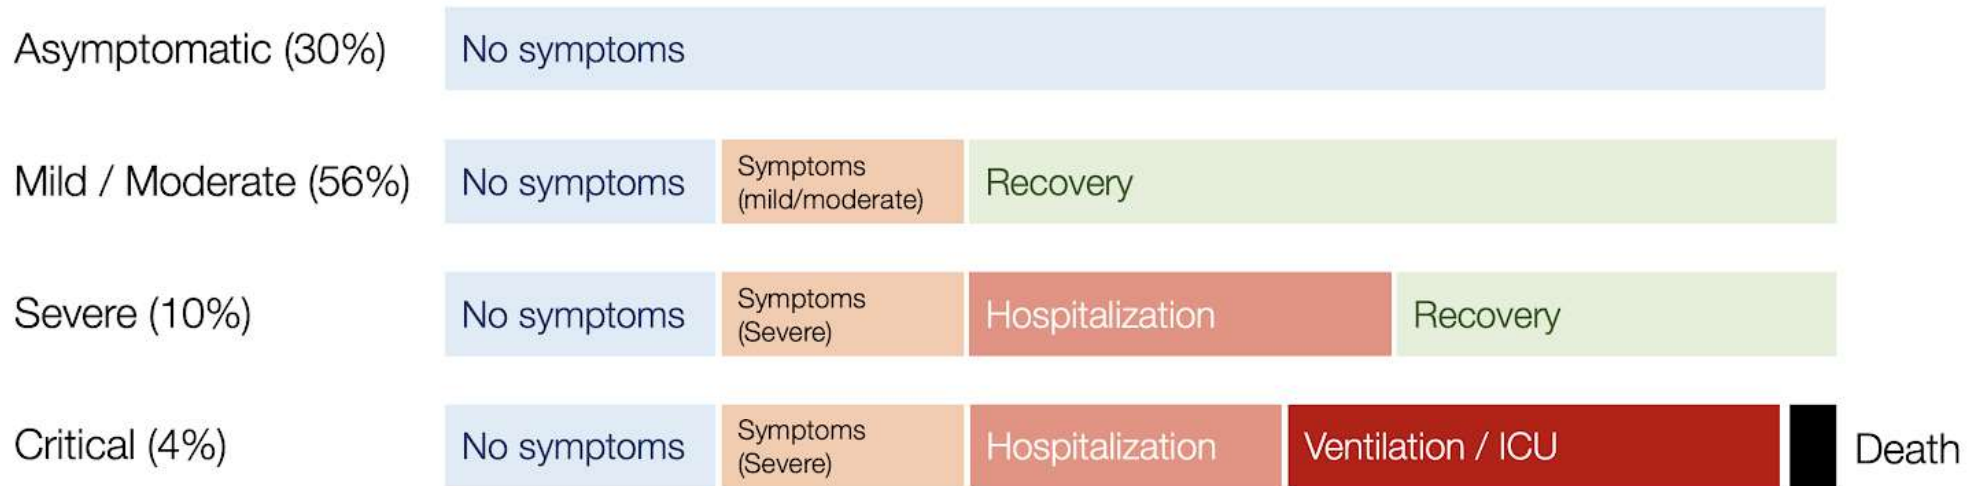 Asymptomatic (30%)
No symptoms
Mild / Moderate (56%)
No symptoms
Symptoms
(mild/moderate)
Recovery
Severe (10%)
No symptoms
Symptoms
(Severe)
Hospitalization
Recovery
Critical (4%)
No symptoms
Symptoms
(Severe)
Hospitalization
Ventilation / ICU
Death